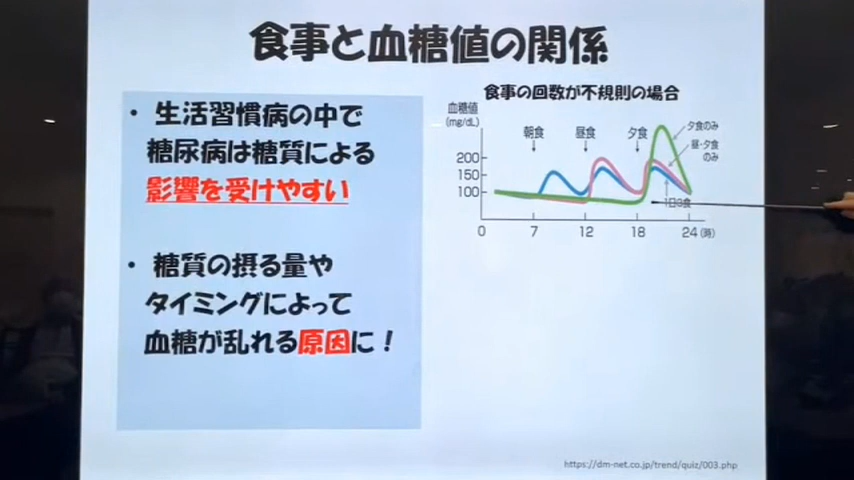 食事と血糖値の関係
・ 生活習慣病の中で
糖尿病は糖質による
影響を受けやすい
・ 糖質の摂る量や
タイミングによって
血糖が乱れる原因に！
食事の回数が不規則の場合
血糖値
(mg/dL)
朝食 昼食 夕食
夕食のみ
昼・夕食
のみ
200
150
100
1日3食
0 7 12 18 24 (時)
https://dm-net.co.jp/trend/quiz/003.php